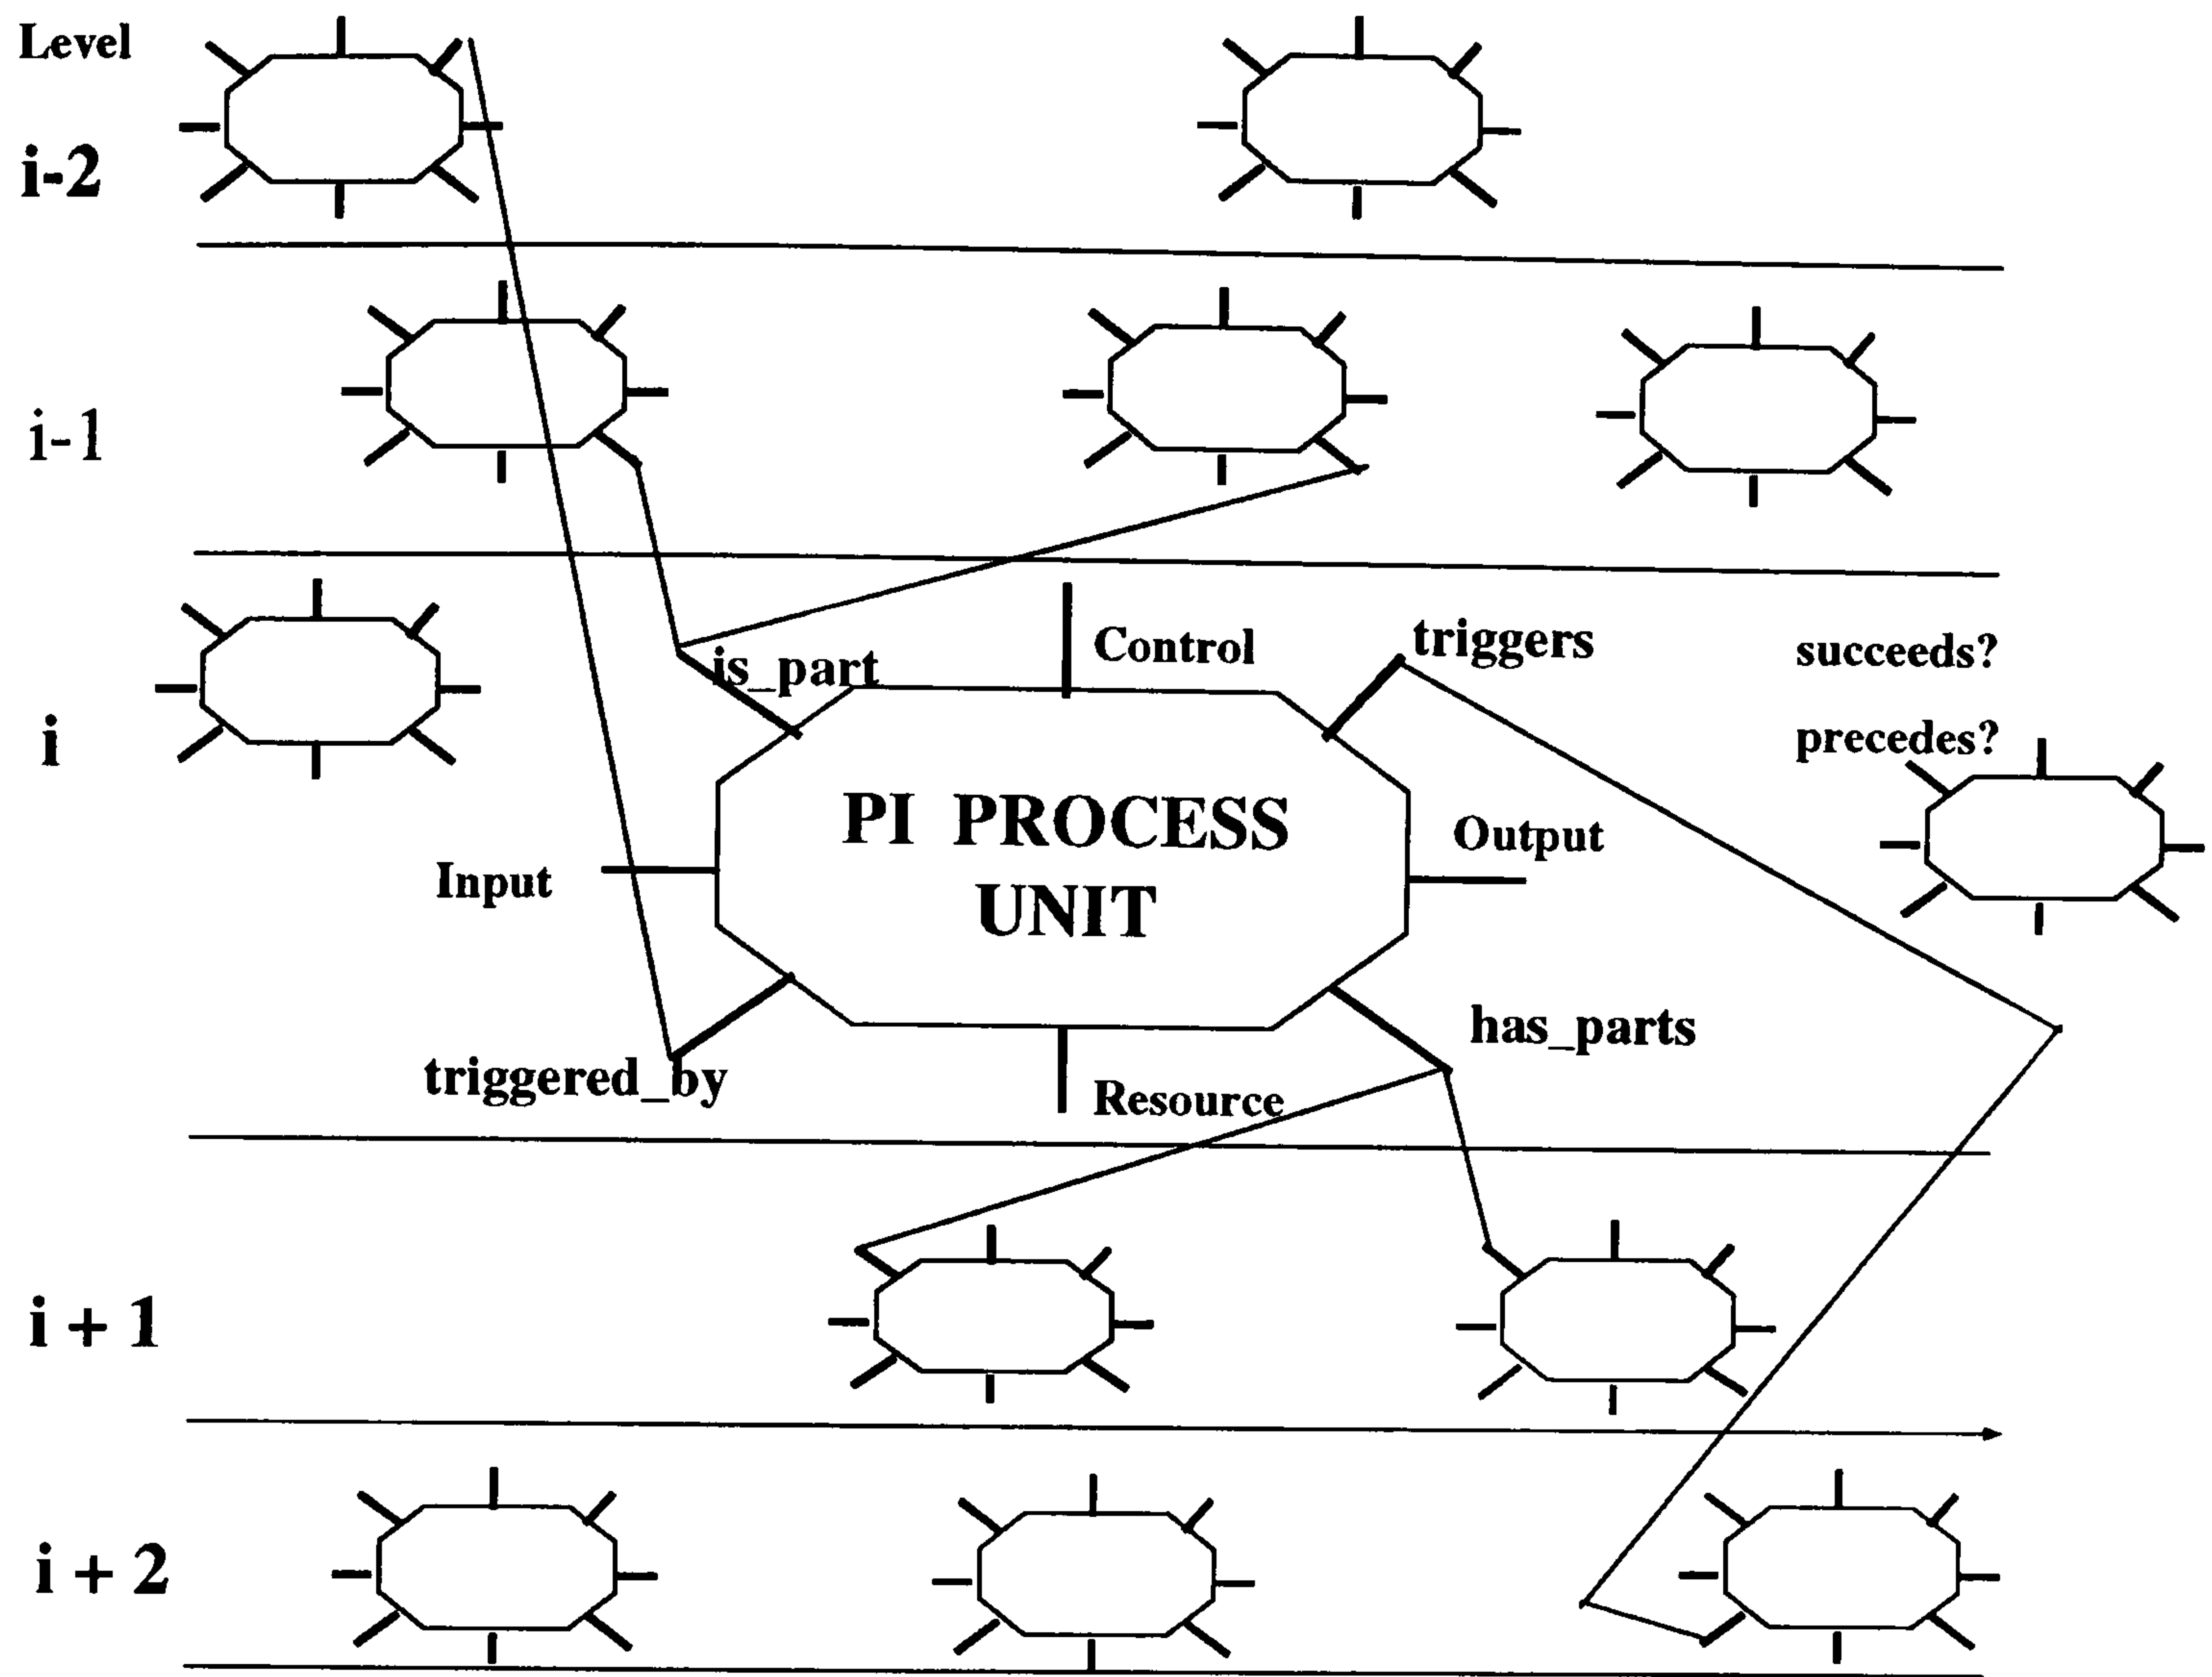 Level
i-2
i-1
is_part
Control
triggers
succeeds?
precedes?
i
PI PROCESS
UNIT
Input
Output
triggered_by
Resource
has_parts
i + 1
i + 2